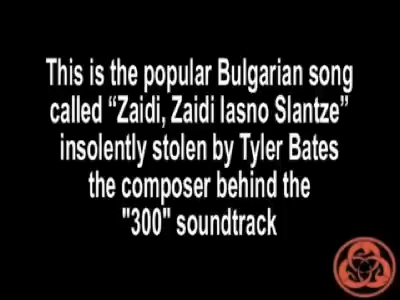 This is the popular Bulgarian song
called “Zaidi, Zaidi Iasno Slantze”
insolently stolen by Tyler Bates
the composer behind the
"300" soundtrack